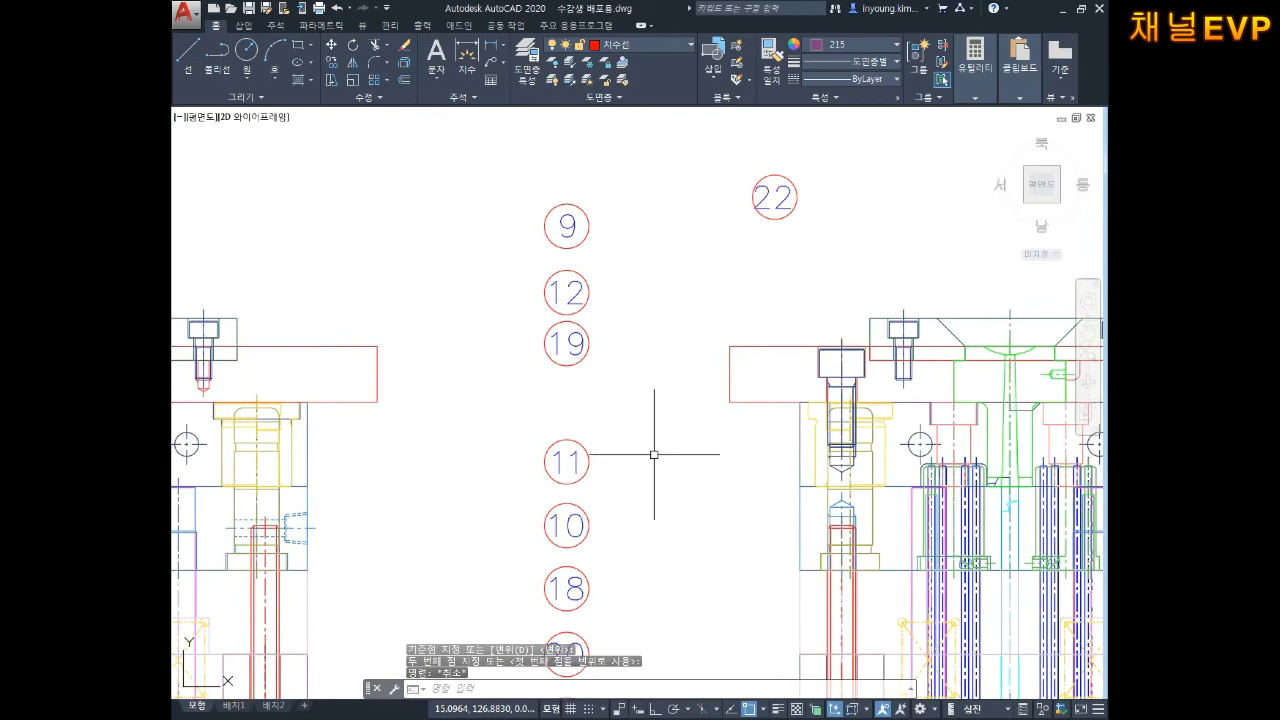 채널EVP
Autodesk AutoCAD 2020 수강생 배포용.dwg
키워드 또는 구절 입력
inyoung.kim...
홈 삽입 주석 파라메트릭 뷰 관리 출력 애드인 공동 작업 주요 응용프로그램
선 폴리선 원 호
문자 치수
도면층 특성
치수선
삽입
특성 일치
215
도면층별
ByLayer
그룹
유틸리티
클립보드
기준
그리기 수정 주석 도면층 블록 특성 그룹 뷰
[-][평면도][2D 와이어프레임]
북
서 평면도 동
남
미지정
22
9
12
19
11
10
18
Y
X
기준점 지정 또는 [변위(D)] <변위>:
두 번째 점 지정 또는 <첫 번째 점을 변위로 사용>:
명령: *취소*
명령 입력
모형 배치1 배치2 +
15.0964, 126.8830, 0.0... 모형
십진